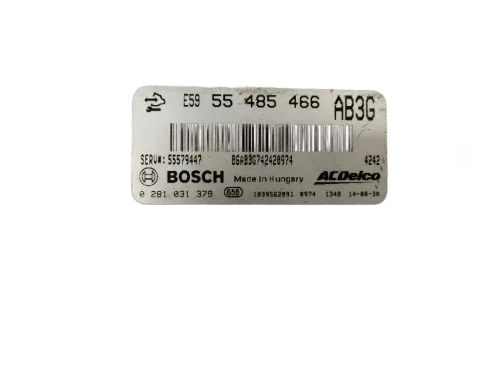 E59 55 485 466 AB3G
SERV#: 55579447 86AB3G742420974 4242
BOSCH Made in Hungary ACDelco
0 281 031 379 658 1039S62891 0974 1348 14-08-30